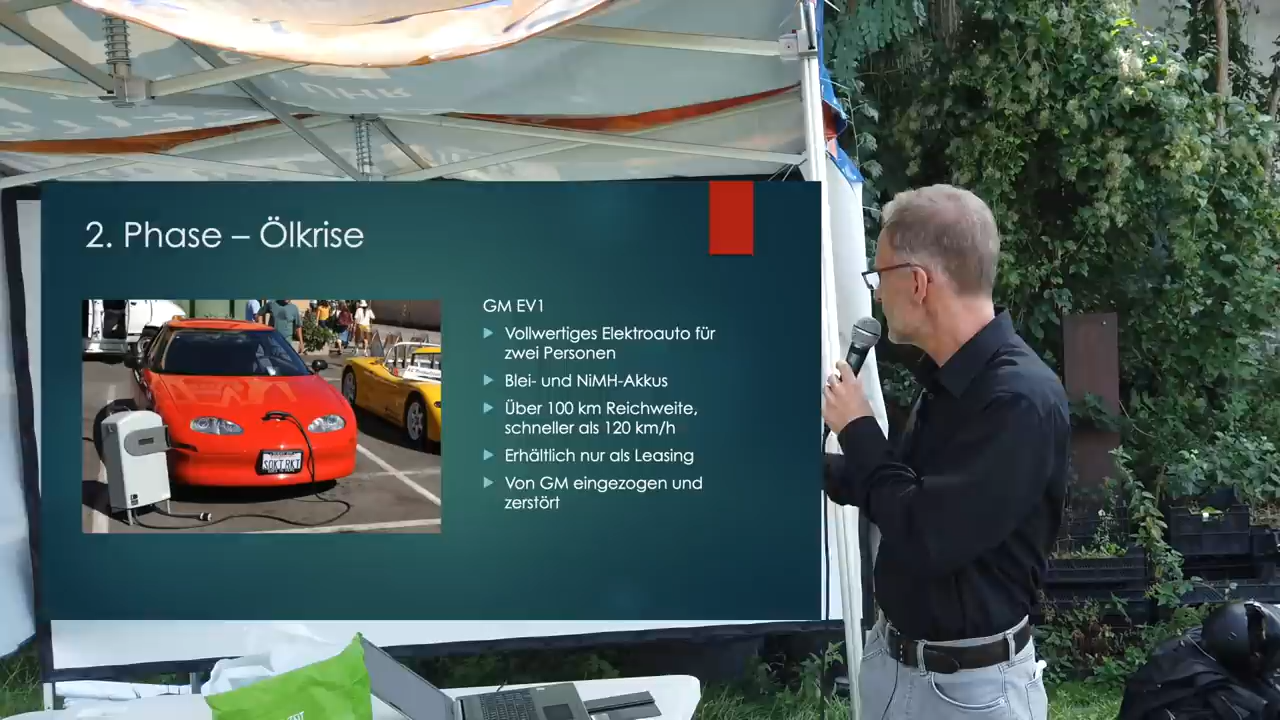 UHR
2. Phase – Ölkrise
GM EV1
Vollwertiges Elektroauto für
zwei Personen
Blei- und NiMH-Akkus
Über 100 km Reichweite,
schneller als 120 km/h
Erhältlich nur als Leasing
Von GM eingezogen und
zerstört